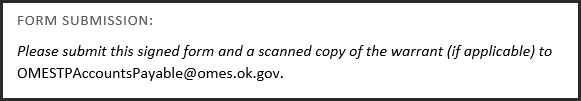 FORM SUBMISSION:
Please submit this signed form and a scanned copy of the warrant (if applicable) to
OMESTPAccountsPayable@omes.ok.gov.